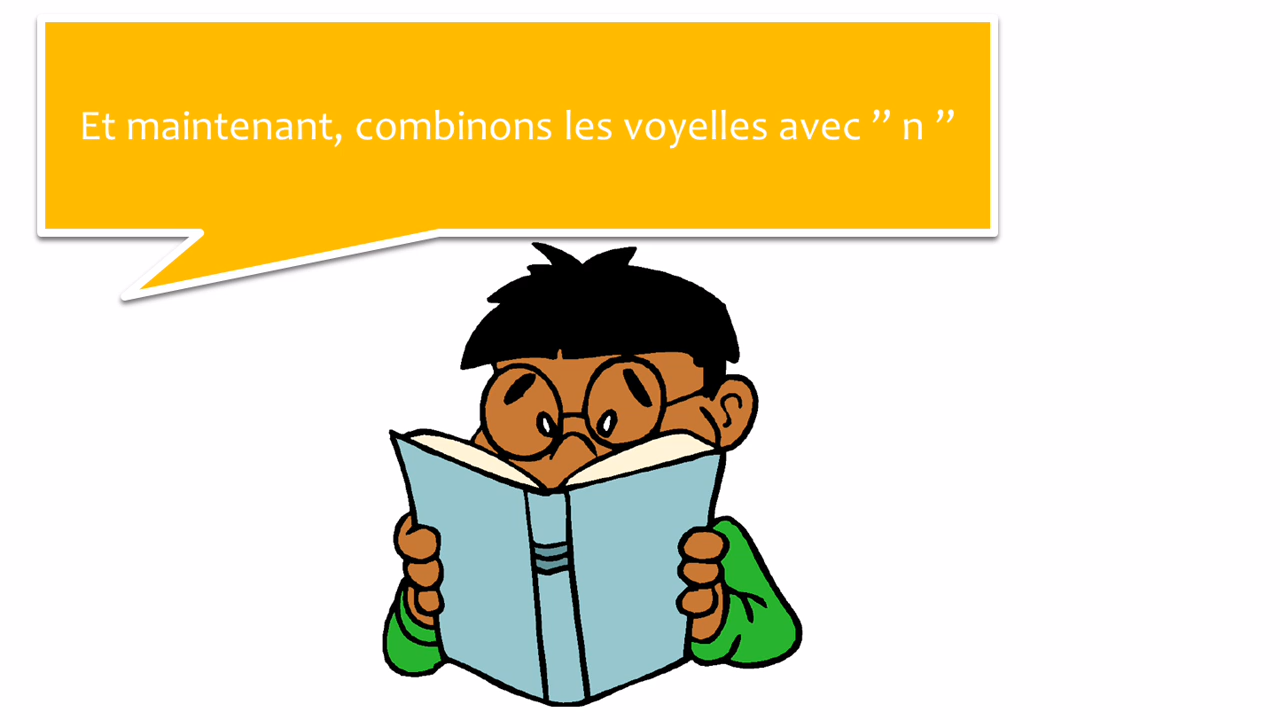 Et maintenant, combinons les voyelles avec ” n ”